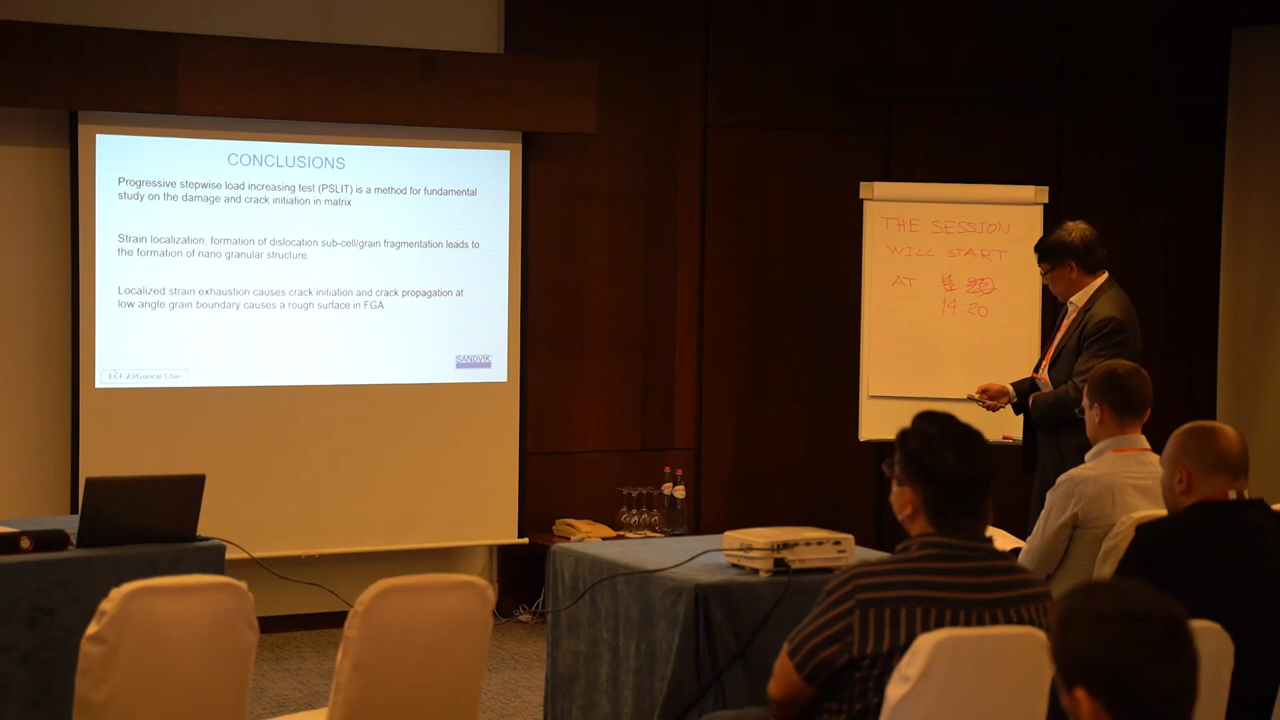 CONCLUSIONS
Progressive stepwise load increasing test (PSLIT) is a method for fundamental
study on the damage and crack initiation in matrix
Strain localization, formation of dislocation sub-cell/grain fragmentation leads to
the formation of nano granular structure
Localized strain exhaustion causes crack initiation and crack propagation at
low angle grain boundary causes a rough surface in FGA
SANDVIK
THE SESSION
WILL START
AT
14 20